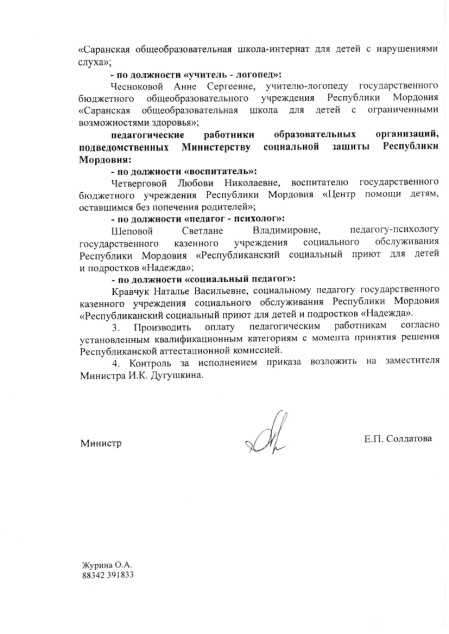 «Саранская общеобразовательная школа-интернат для детей с нарушениями
слуха»;
- по должности «учитель - логопед»:
Чесноковой Анне Сергеевне, учителю-логопеду государственного
бюджетного общеобразовательного учреждения Республики Мордовия
«Саранская общеобразовательная школа для детей с ограниченными
возможностями здоровья»;
педагогические работники образовательных организаций,
подведомственных Министерству социальной защиты Республики
Мордовия:
- по должности «воспитатель»:
Четверговой Любови Николаевне, воспитателю государственного
бюджетного учреждения Республики Мордовия «Центр помощи детям,
оставшимся без попечения родителей»;
- по должности «педагог - психолог»:
Шеповой Светлане Владимировне, педагогу-психологу
государственного казенного учреждения социального обслуживания
Республики Мордовия «Республиканский социальный приют для детей
и подростков «Надежда»;
- по должности «социальный педагог»:
Кравчук Наталье Васильевне, социальному педагогу государственного
казенного учреждения социального обслуживания Республики Мордовия
«Республиканский социальный приют для детей и подростков «Надежда».
3. Производить оплату педагогическим работникам согласно
установленным квалификационным категориям с момента принятия решения
Республиканской аттестационной комиссией.
4. Контроль за исполнением приказа возложить на заместителя
Министра И.К. Дугушкина.
Министр Е.П. Солдатова
Журина О.А.
88342 391833